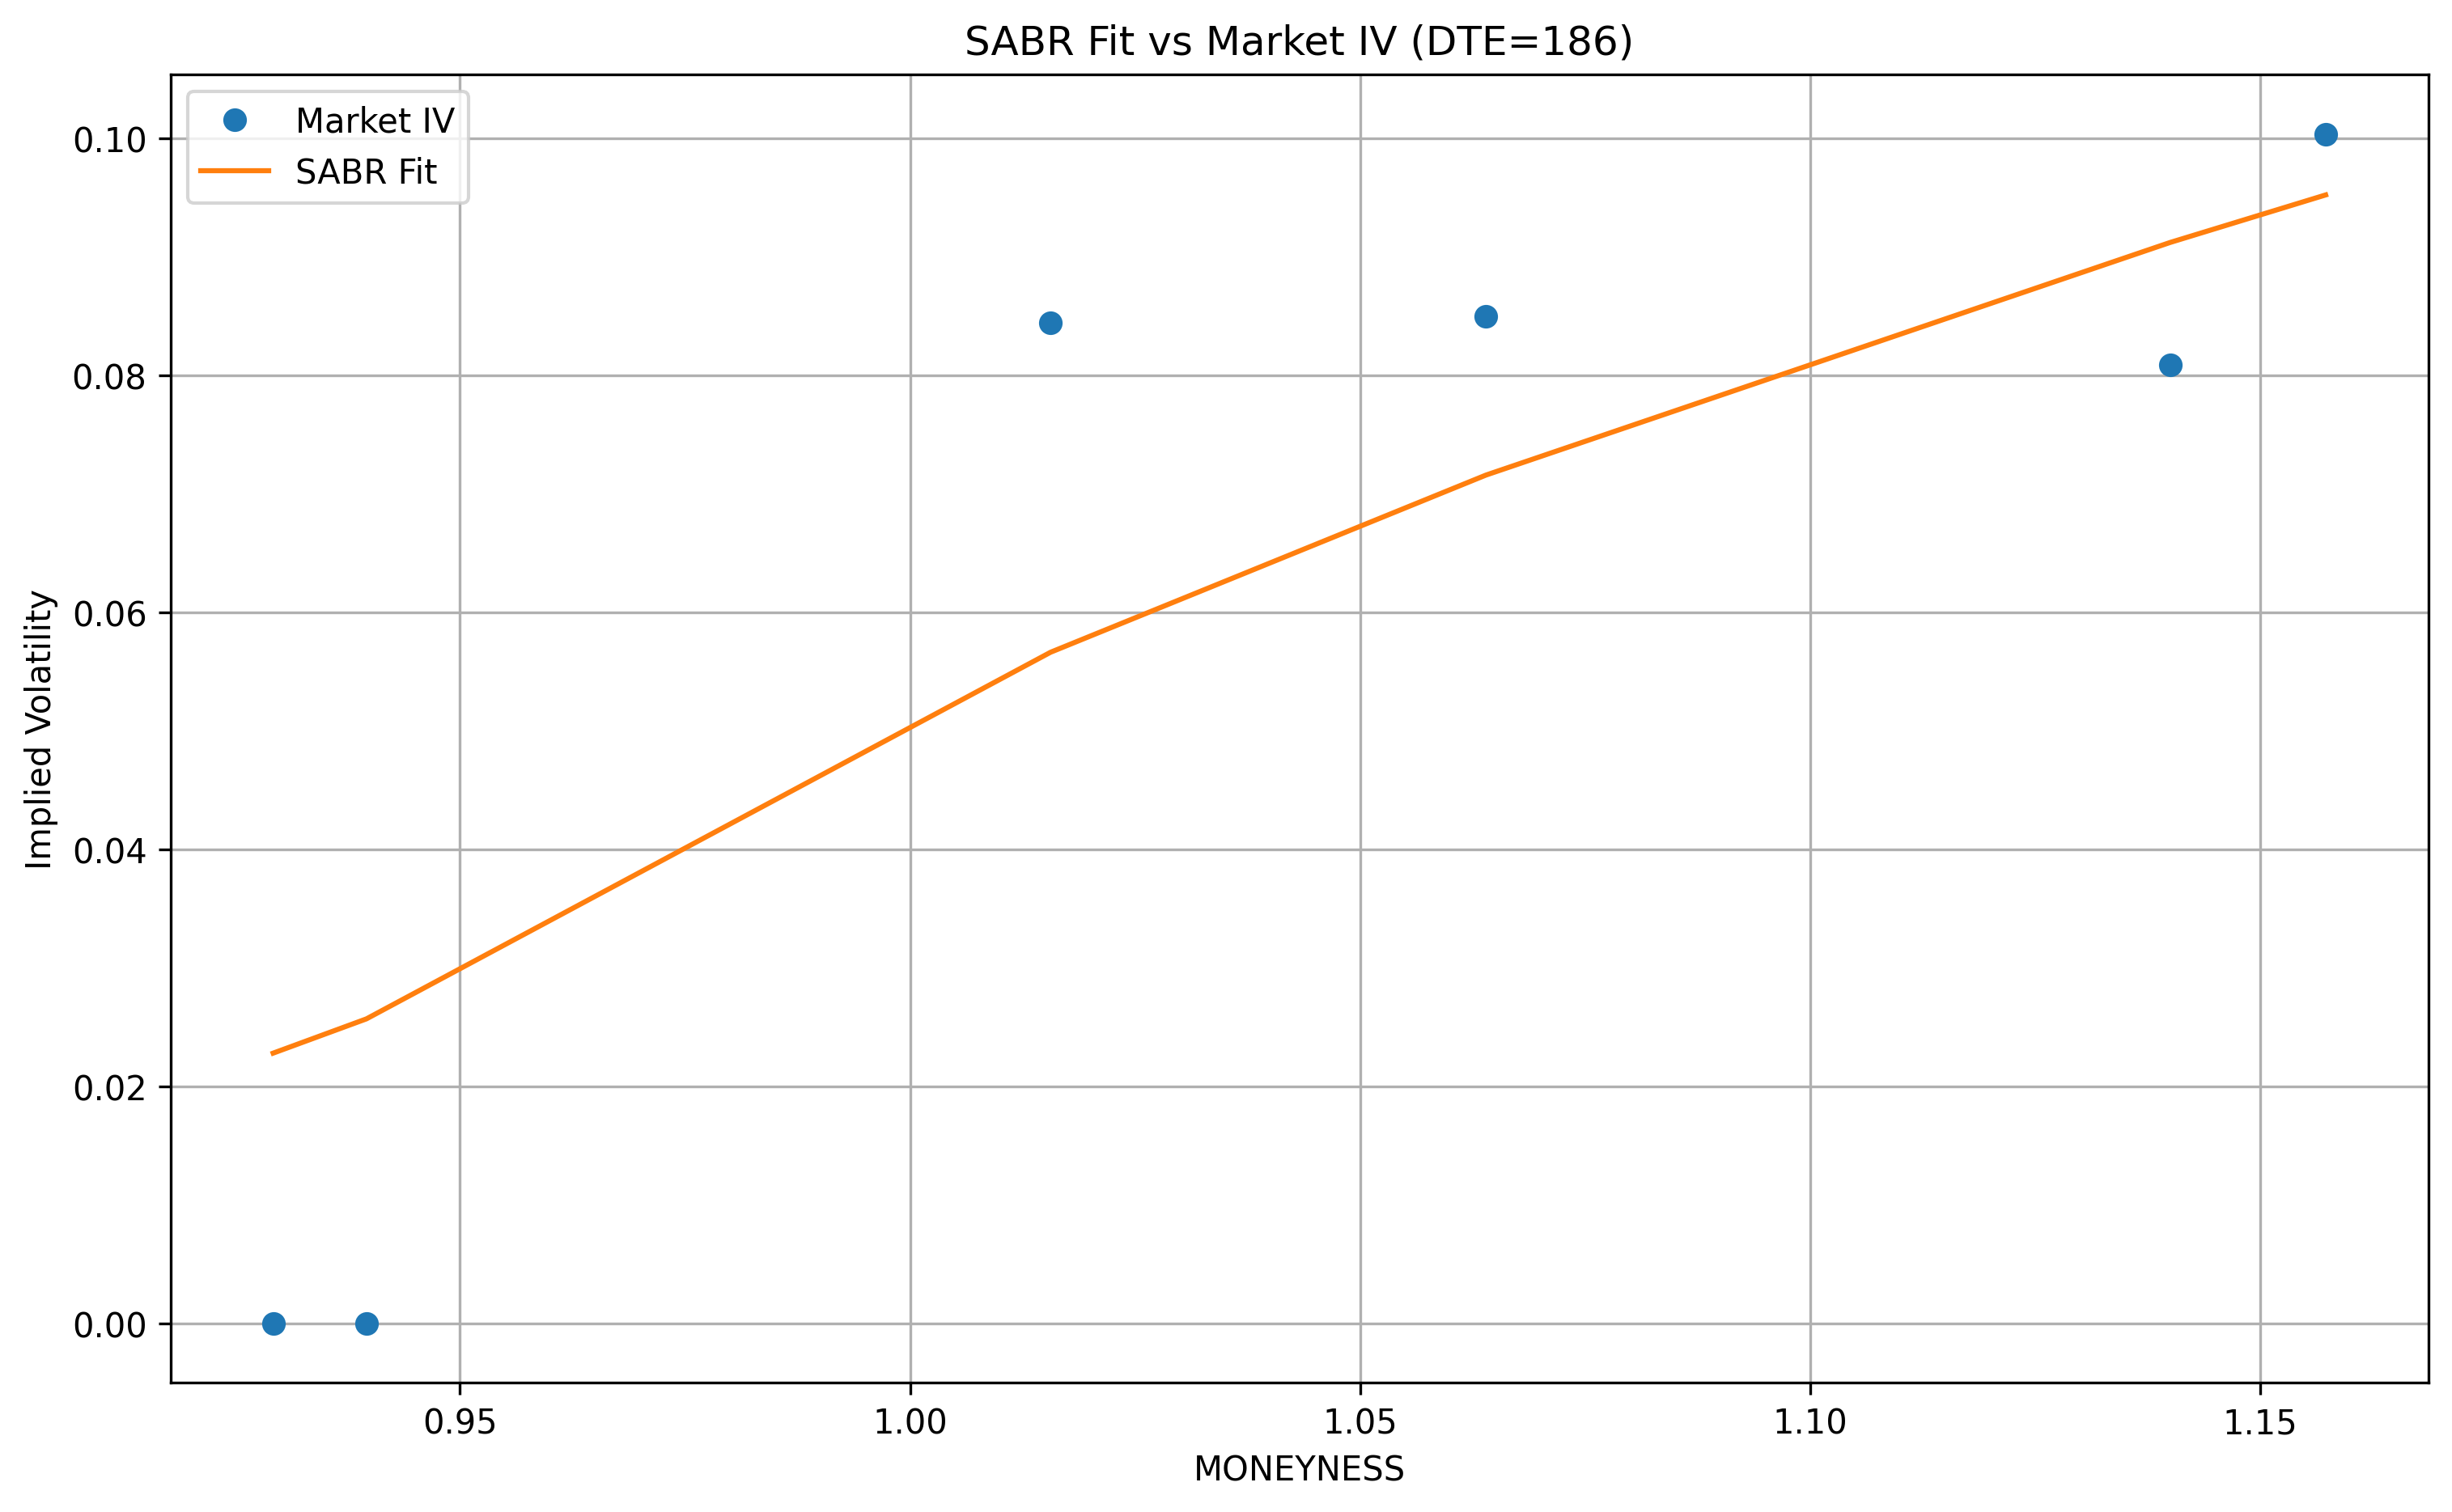 SABR Fit vs Market IV (DTE=186)
Market IV
SABR Fit
0.10
0.08
0.06
0.04
0.02
0.00
Implied Volatility
0.95
1.00
1.05
1.10
1.15
MONEYNESS